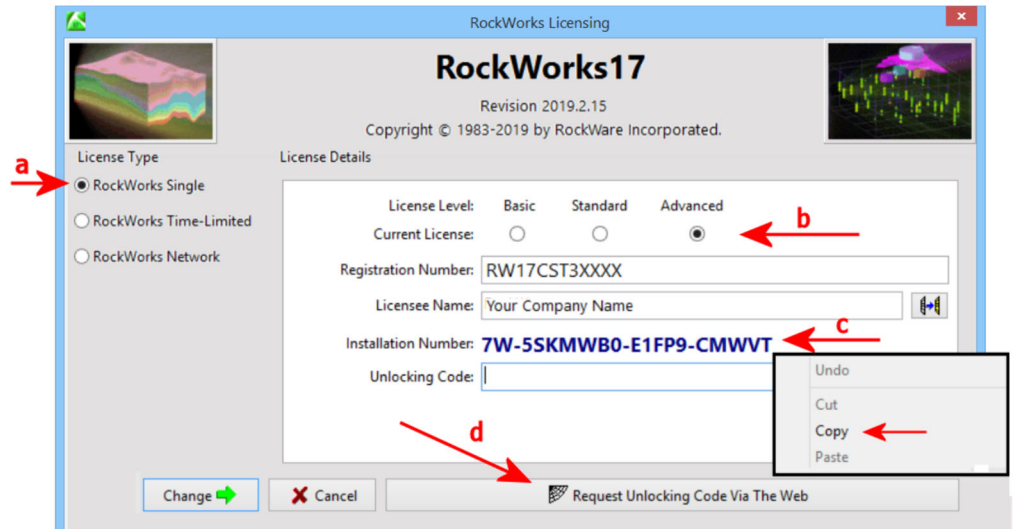 RockWorks Licensing
RockWorks17
Revision 2019.2.15
Copyright © 1983-2019 by RockWare Incorporated.
License Type
License Details
a
RockWorks Single
RockWorks Time-Limited
RockWorks Network
License Level: Basic Standard Advanced
Current License:
b
Registration Number: RW17CST3XXXX
Licensee Name: Your Company Name
c
Installation Number: 7W-5SKMWB0-E1FP9-CMWVT
Unlocking Code:
Undo
Cut
Copy
Paste
d
Change
Cancel
Request Unlocking Code Via The Web